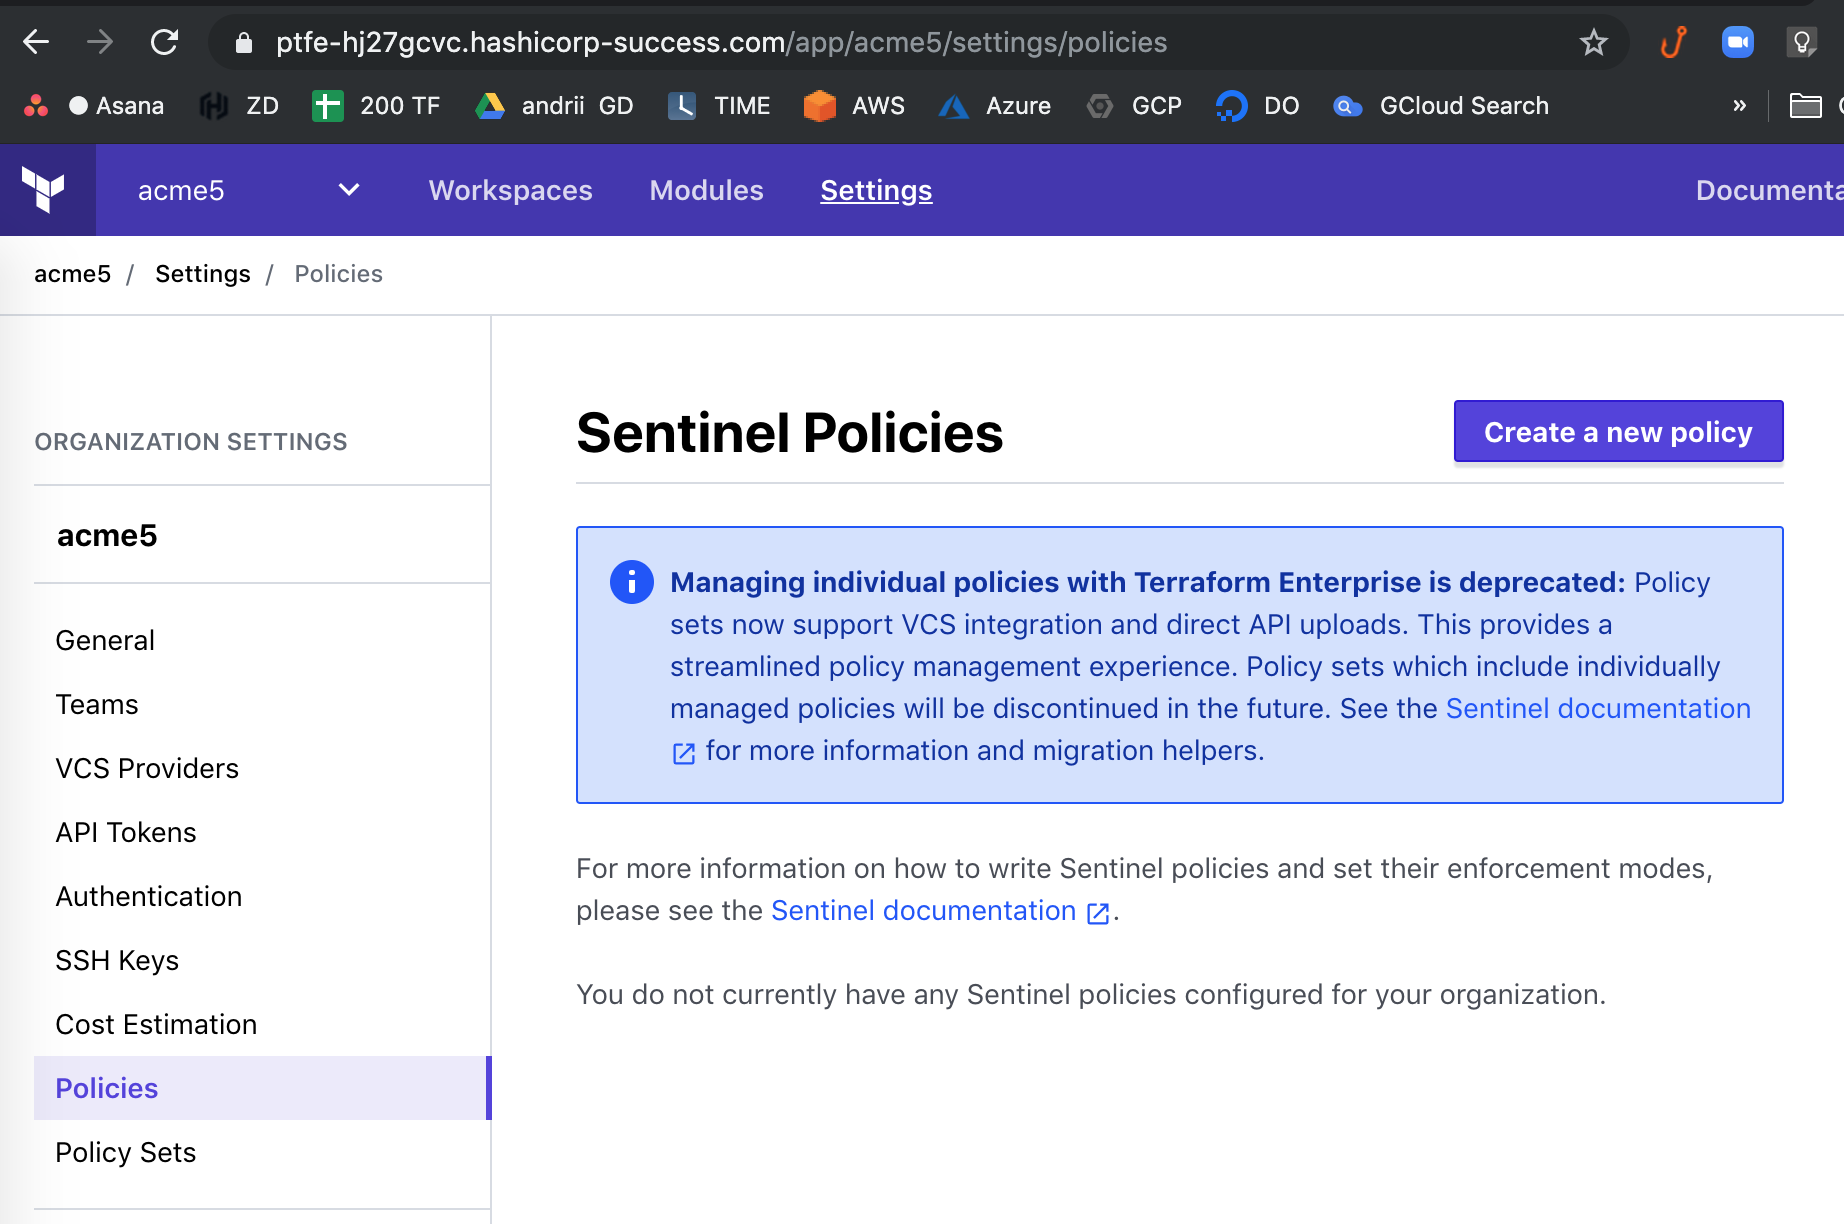 ptfe-hj27gcvc.hashicorp-success.com/app/acme5/settings/policies
Asana ZD 200 TF andrii GD TIME AWS Azure GCP DO GCloud Search »
acme5 Workspaces Modules Settings
acme5 / Settings / Policies
ORGANIZATION SETTINGS
acme5
General
Teams
VCS Providers
API Tokens
Authentication
SSH Keys
Cost Estimation
Policies
Policy Sets
Sentinel Policies
Create a new policy
Managing individual policies with Terraform Enterprise is deprecated: Policy
sets now support VCS integration and direct API uploads. This provides a
streamlined policy management experience. Policy sets which include individually
managed policies will be discontinued in the future. See the Sentinel documentation
for more information and migration helpers.
For more information on how to write Sentinel policies and set their enforcement modes,
please see the Sentinel documentation .
You do not currently have any Sentinel policies configured for your organization.